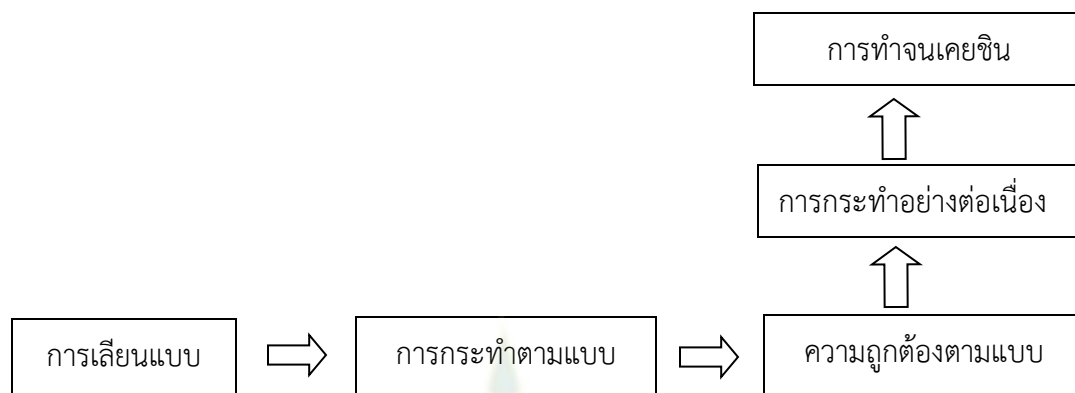 การทำจนเคยชิน
การกระทำอย่างต่อเนื่อง
การเลียนแบบ
การกระทำตามแบบ
ความถูกต้องตามแบบ